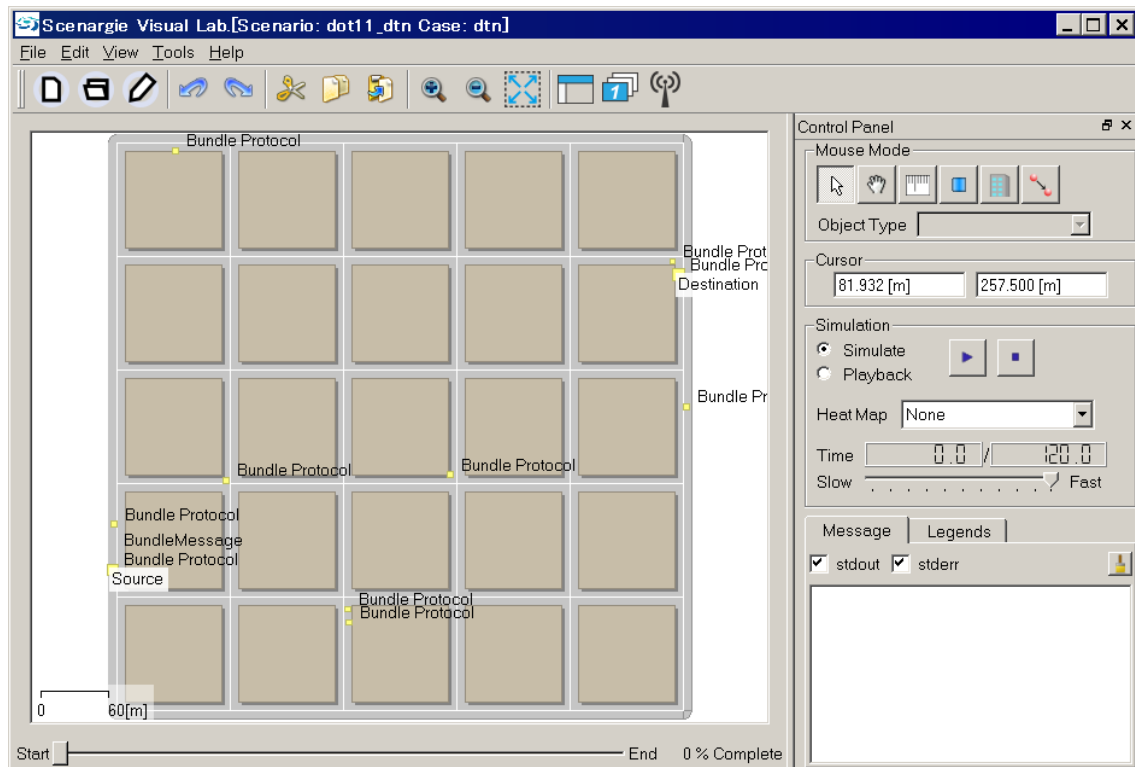 Scenargie Visual Lab.[Scenario: dot11_dtn Case: dtn]
File Edit View Tools Help
1
Bundle Protocol
Bundle Prot
Bundle Pro
Destination
Bundle Pr
Bundle Protocol
Bundle Protocol
Bundle Protocol
BundleMessage
Bundle Protocol
Source
Bundle Protocol
Bundle Protocol
0 60[m]
Start End 0 % Complete
Control Panel
Mouse Mode
Object Type
Cursor
81.932 [m] 257.500 [m]
Simulation
Simulate
Playback
Heat Map None
Time 0.0 / 120.0
Slow Fast
Message Legends
stdout stderr